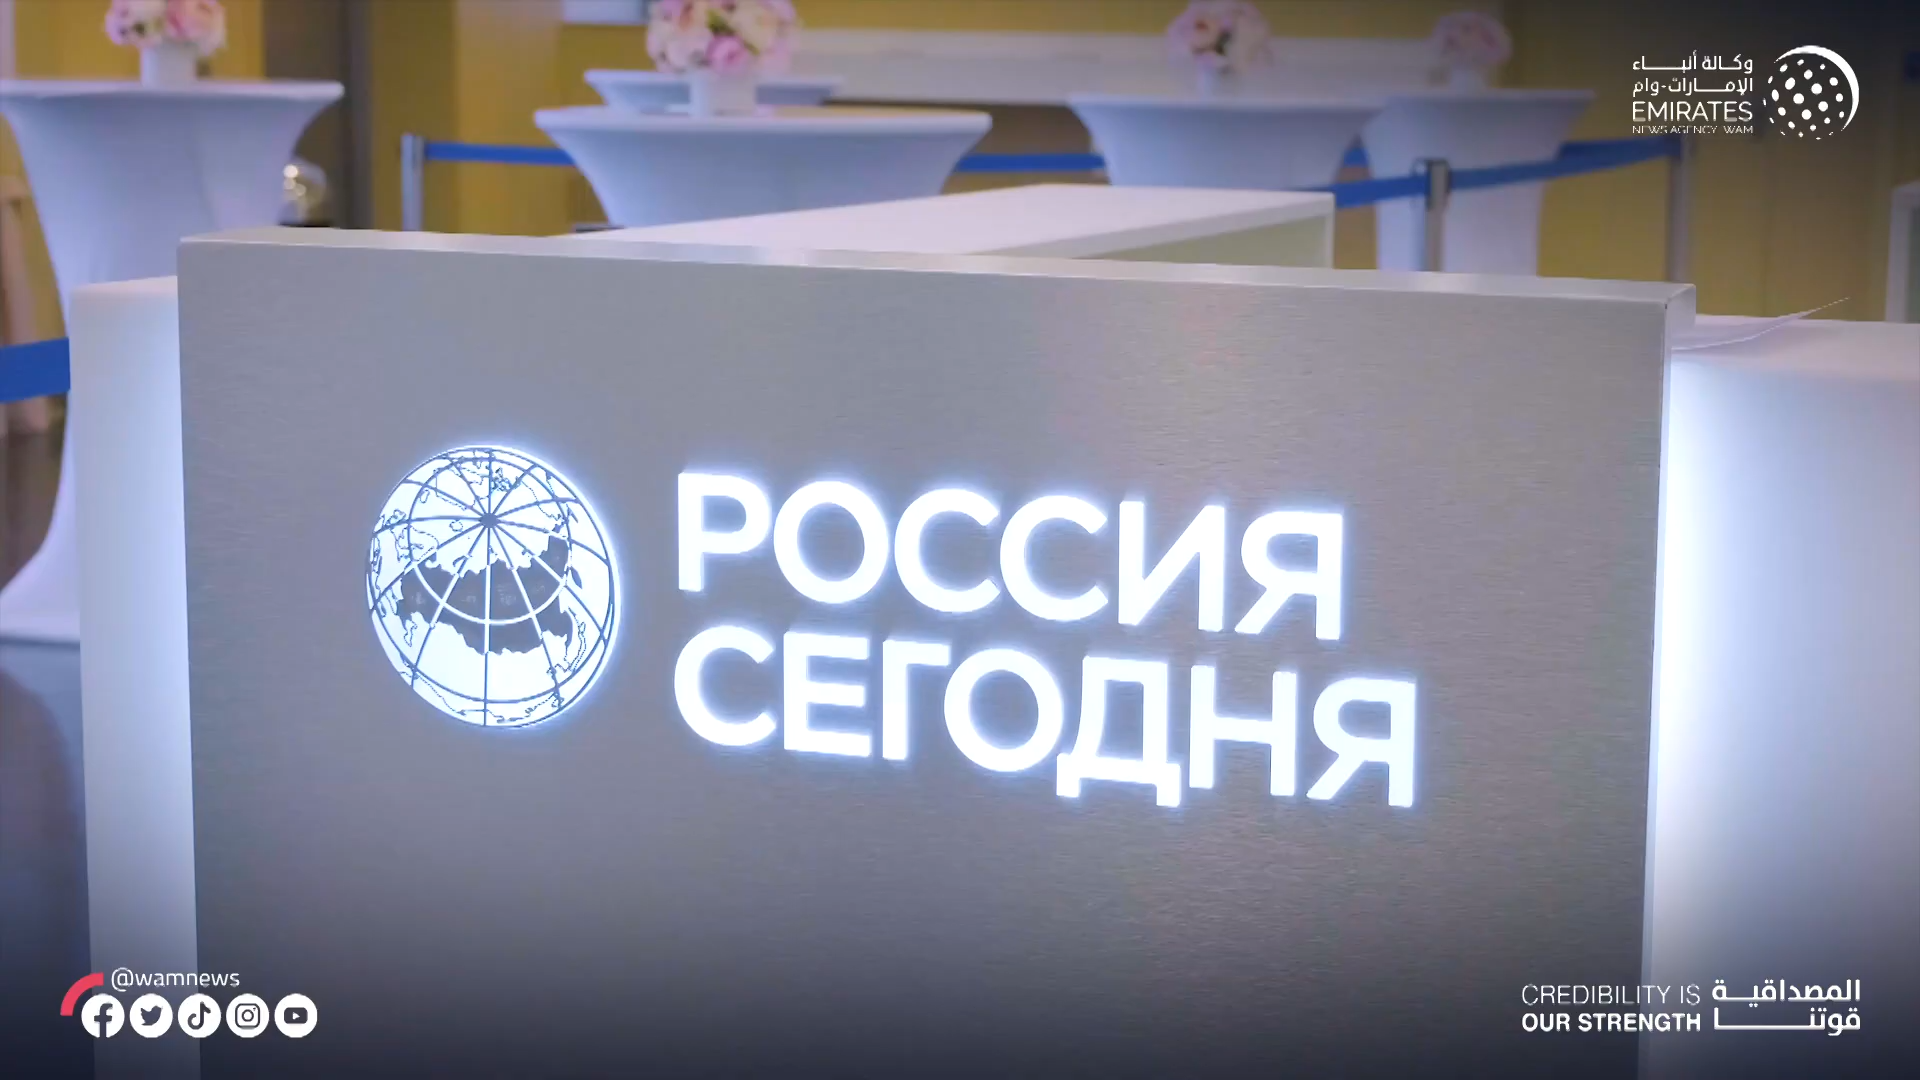 وكالة أنباء
الإمارات-وام
EMIRATES
NEWS AGENCY WAM
РОССИЯ
СЕГОДНЯ
@wamnews
CREDIBILITY IS
OUR STRENGTH
المصداقية
قوتنا